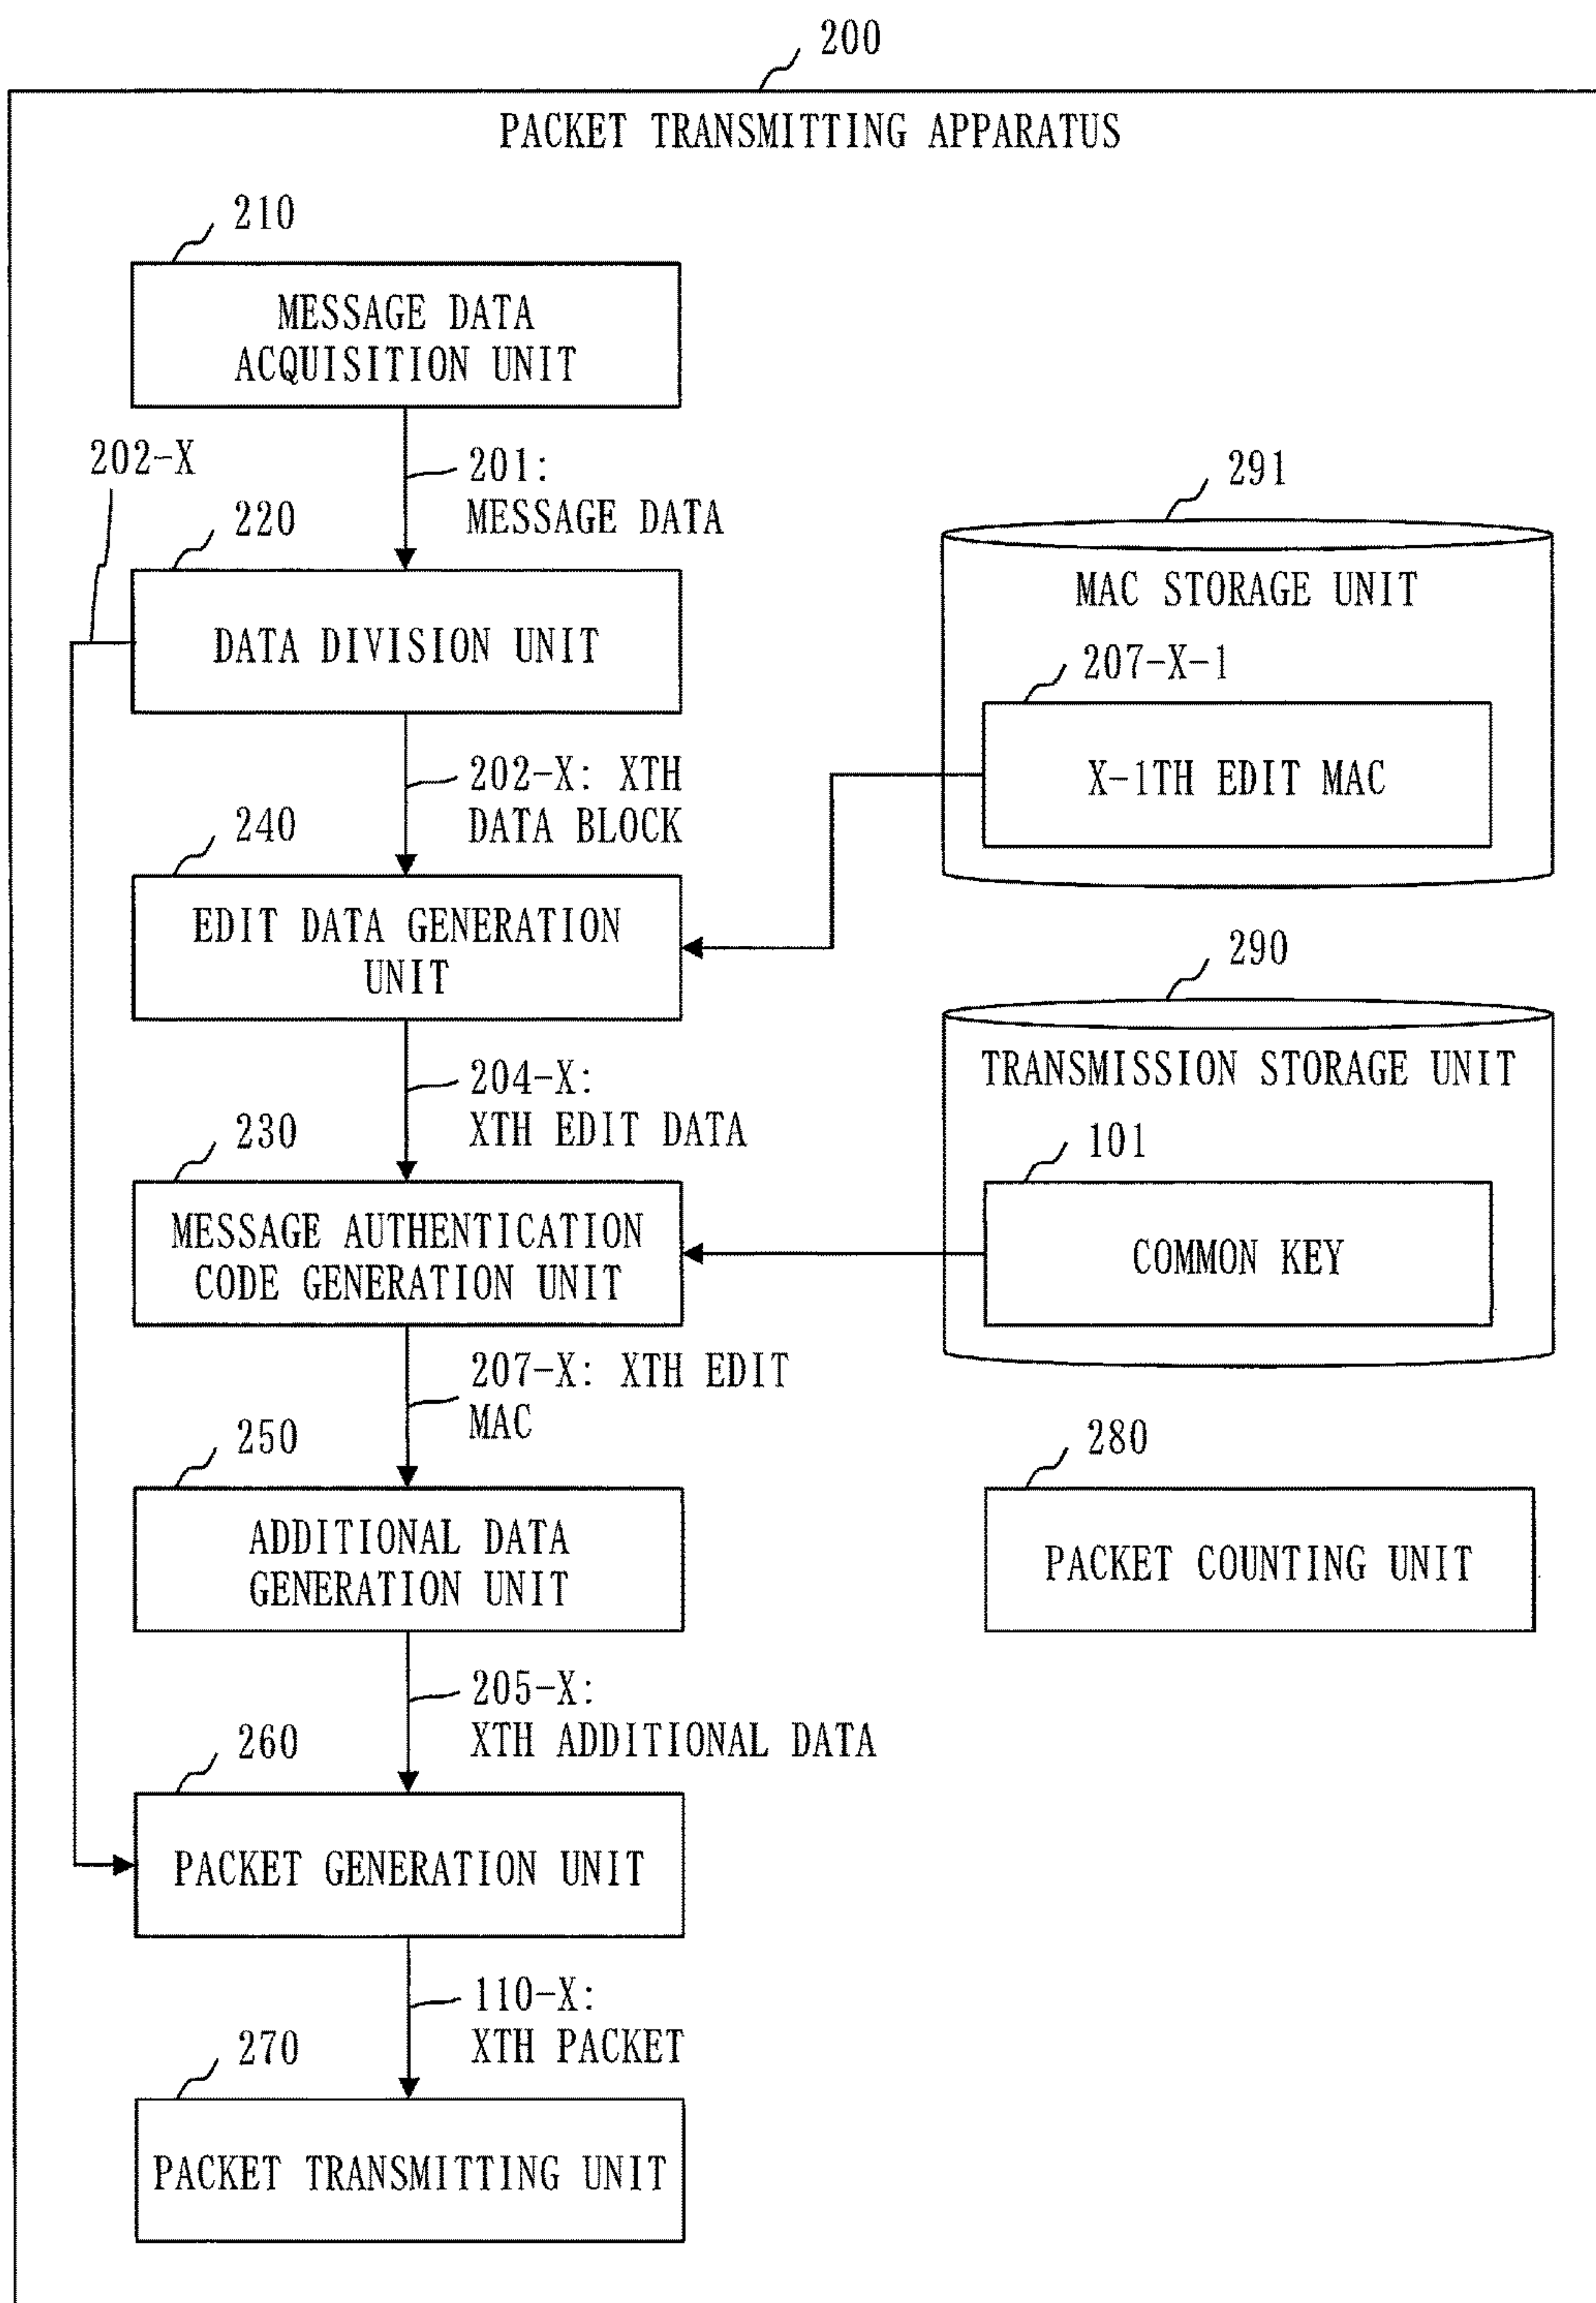 200
PACKET TRANSMITTING APPARATUS
210
MESSAGE DATA
ACQUISITION UNIT
202-X
201:
MESSAGE DATA
220
DATA DIVISION UNIT
291
MAC STORAGE UNIT
207-X-1
X-1TH EDIT MAC
202-X: XTH
DATA BLOCK
240
EDIT DATA GENERATION
UNIT
290
TRANSMISSION STORAGE UNIT
101
COMMON KEY
204-X:
XTH EDIT DATA
230
MESSAGE AUTHENTICATION
CODE GENERATION UNIT
207-X: XTH EDIT
MAC
250
ADDITIONAL DATA
GENERATION UNIT
280
PACKET COUNTING UNIT
205-X:
XTH ADDITIONAL DATA
260
PACKET GENERATION UNIT
110-X:
XTH PACKET
270
PACKET TRANSMITTING UNIT